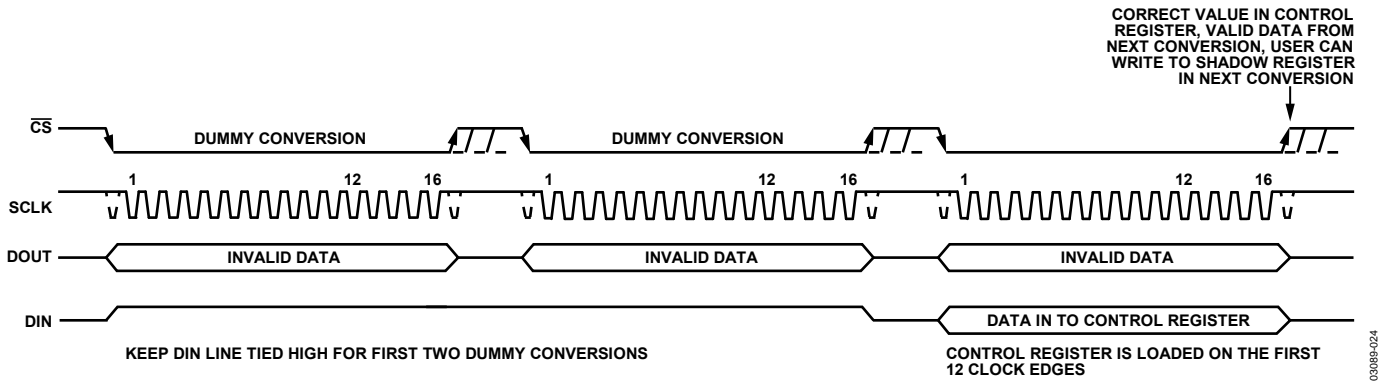 CORRECT VALUE IN CONTROL
REGISTER, VALID DATA FROM
NEXT CONVERSION, USER CAN
WRITE TO SHADOW REGISTER
IN NEXT CONVERSION
CS
DUMMY CONVERSION
DUMMY CONVERSION
1
12
16
1
12
16
1
12
16
SCLK
DOUT
INVALID DATA
INVALID DATA
INVALID DATA
DIN
DATA IN TO CONTROL REGISTER
KEEP DIN LINE TIED HIGH FOR FIRST TWO DUMMY CONVERSIONS
CONTROL REGISTER IS LOADED ON THE FIRST
12 CLOCK EDGES
03089-024